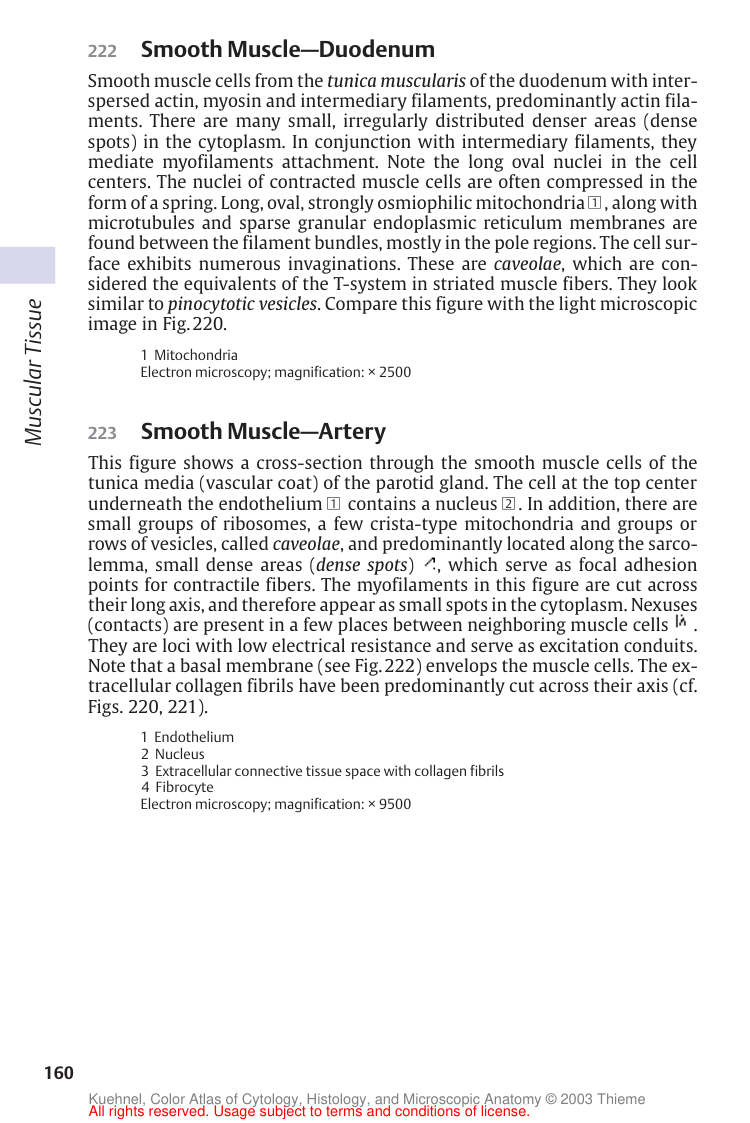 222 Smooth Muscle—Duodenum
Smooth muscle cells from the tunica muscularis of the duodenum with inter-
spersed actin, myosin and intermediary filaments, predominantly actin fila-
ments. There are many small, irregularly distributed denser areas (dense
spots) in the cytoplasm. In conjunction with intermediary filaments, they
mediate myofilaments attachment. Note the long oval nuclei in the cell
centers. The nuclei of contracted muscle cells are often compressed in the
form of a spring. Long, oval, strongly osmiophilic mitochondria 1, along with
microtubules and sparse granular endoplasmic reticulum membranes are
found between the filament bundles, mostly in the pole regions. The cell sur-
face exhibits numerous invaginations. These are caveolae, which are con-
sidered the equivalents of the T-system in striated muscle fibers. They look
similar to pinocytotic vesicles. Compare this figure with the light microscopic
image in Fig. 220.
1 Mitochondria
Electron microscopy; magnification: × 2500
Muscular Tissue
223 Smooth Muscle—Artery
This figure shows a cross-section through the smooth muscle cells of the
tunica media (vascular coat) of the parotid gland. The cell at the top center
underneath the endothelium 1 contains a nucleus 2. In addition, there are
small groups of ribosomes, a few crista-type mitochondria and groups or
rows of vesicles, called caveolae, and predominantly located along the sarco-
lemma, small dense areas (dense spots) , which serve as focal adhesion
points for contractile fibers. The myofilaments in this figure are cut across
their long axis, and therefore appear as small spots in the cytoplasm. Nexuses
(contacts) are present in a few places between neighboring muscle cells .
They are loci with low electrical resistance and serve as excitation conduits.
Note that a basal membrane (see Fig. 222) envelops the muscle cells. The ex-
tracellular collagen fibrils have been predominantly cut across their axis (cf.
Figs. 220, 221).
1 Endothelium
2 Nucleus
3 Extracellular connective tissue space with collagen fibrils
4 Fibrocyte
Electron microscopy; magnification: × 9500
160
Kuehnel, Color Atlas of Cytology, Histology, and Microscopic Anatomy © 2003 Thieme
All rights reserved. Usage subject to terms and conditions of license.